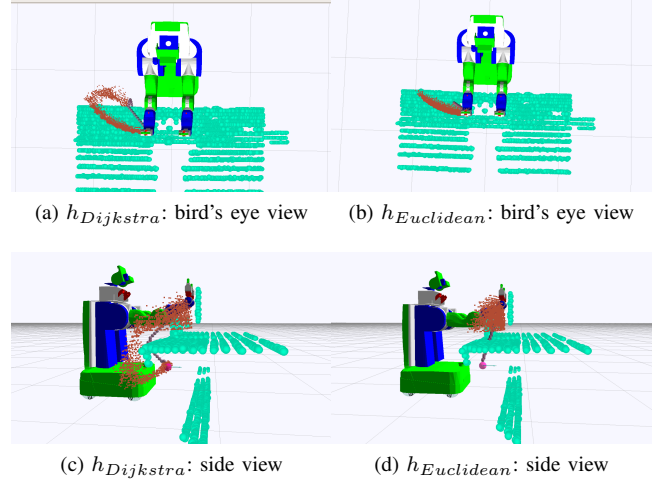 (a) h_{Dijkstra}: bird's eye view
(b) h_{Euclidean}: bird's eye view
(c) h_{Dijkstra}: side view
(d) h_{Euclidean}: side view